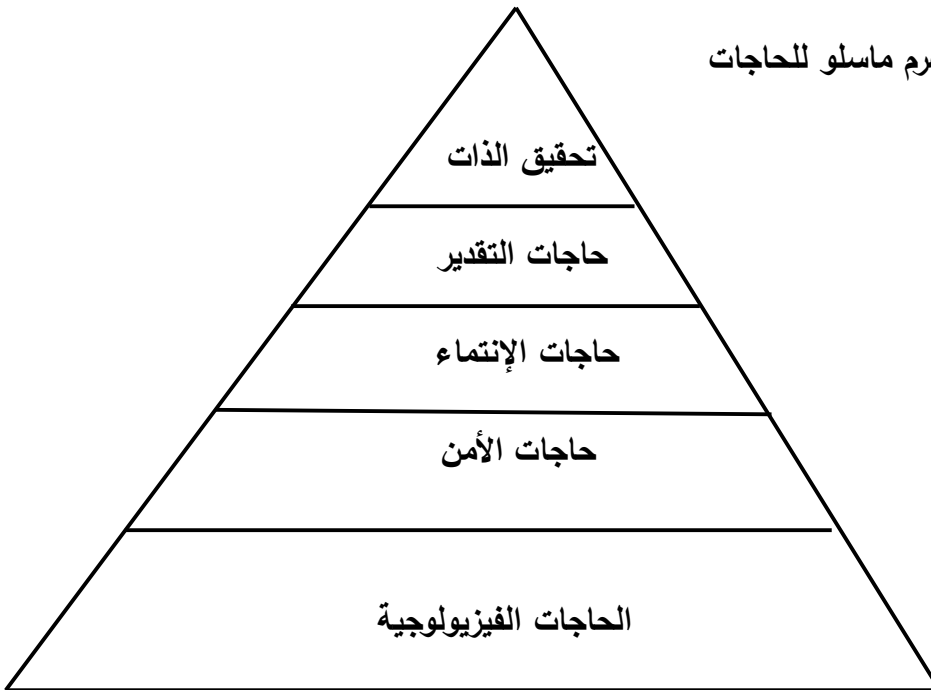 ماسلو للحاجات
تحقيق الذات
حاجات التقدير
حاجات الإنتماء
حاجات الأمن
الحاجات الفيزيولوجية